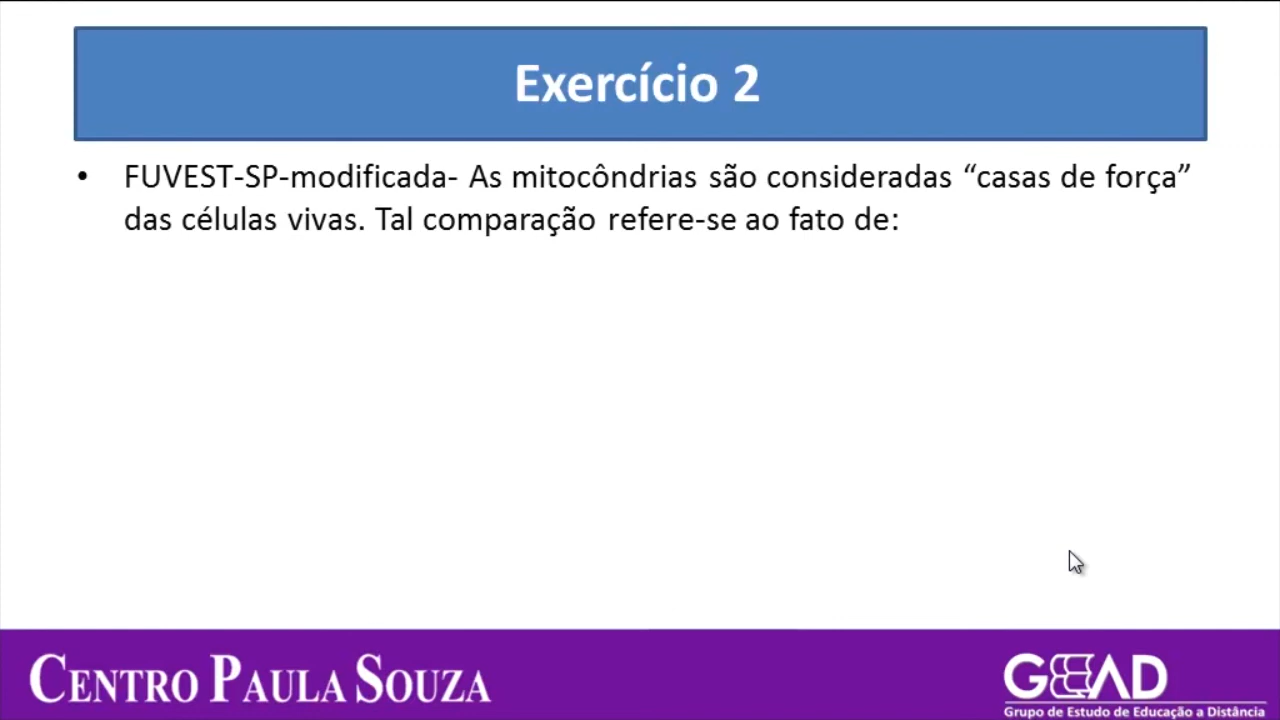 Exercício 2
• FUVEST-SP-modificada- As mitocôndrias são consideradas “casas de força”
das células vivas. Tal comparação refere-se ao fato de:
CENTRO PAULA SOUZA
GEEAD
Grupo de Estudo de Educação a Distância